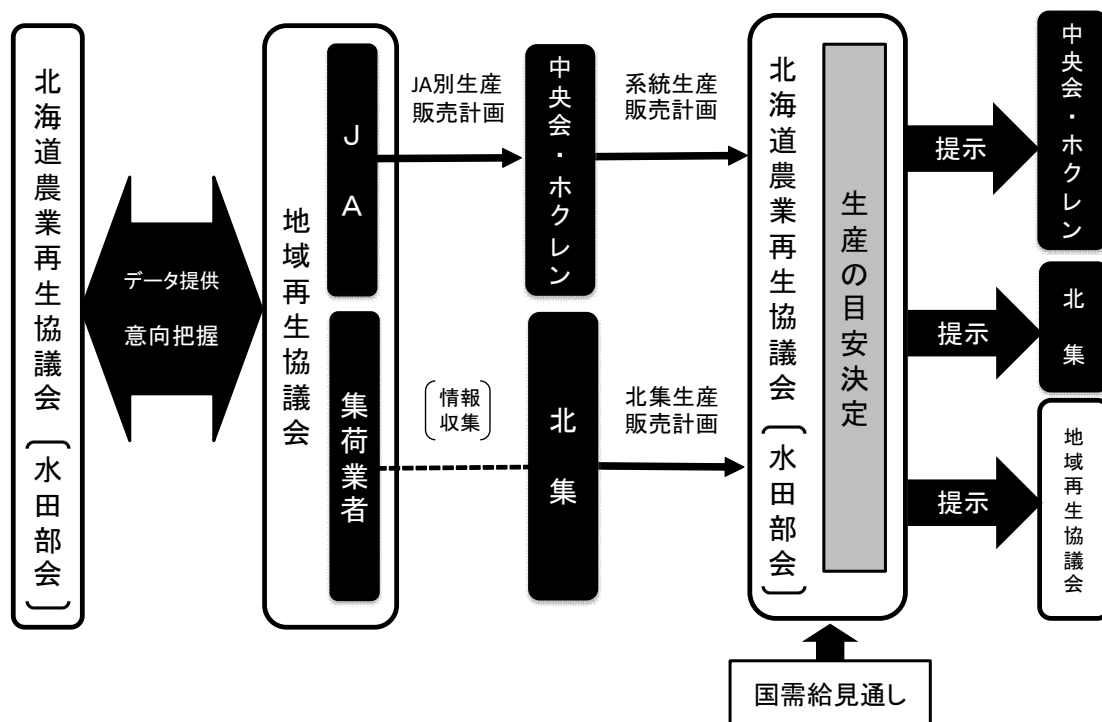 北海道農業再生協議会〔水田部会〕
データ提供
意向把握
地域再生協議会
JA
集荷業者
JA別生産
販売計画
情報
収集
中央会・ホクレン
北集
系統生産
販売計画
北集生産
販売計画
北海道農業再生協議会〔水田部会〕
生産の目安決定
国需給見通し
提示
提示
提示
中央会・ホクレン
北集
地域再生協議会